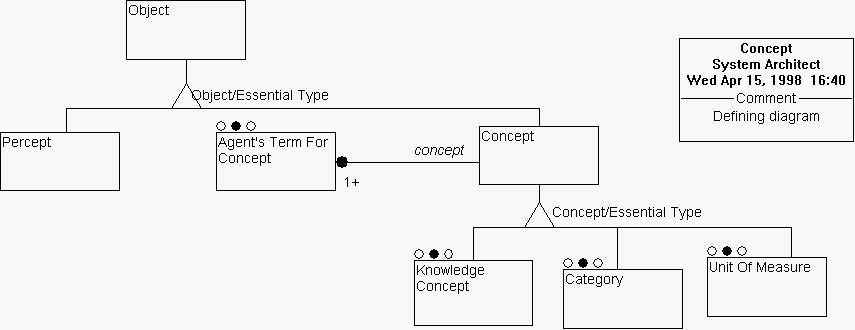 Object
Concept
System Architect
Wed Apr 15, 1998 16:40
Comment
Defining diagram
Object/Essential Type
Percept
Agent's Term For
Concept
concept
1+
Concept
Concept/Essential Type
Knowledge
Concept
Category
Unit Of Measure